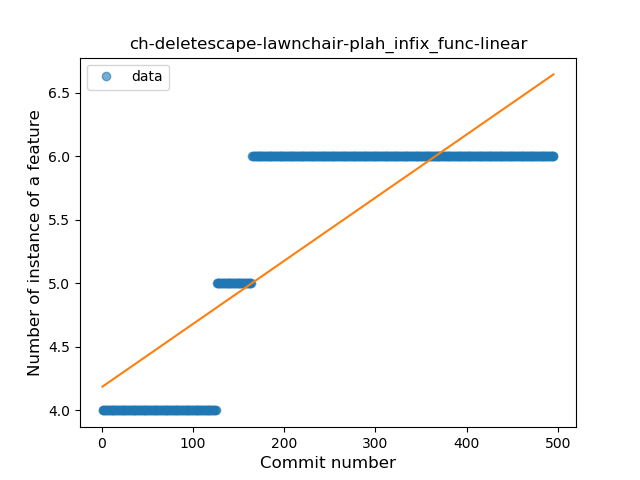 ch-deletescape-lawnchair-plah_infix_func-linear
data
Number of instance of a feature
6.5
6.0
5.5
5.0
4.5
4.0
0 100 200 300 400 500
Commit number